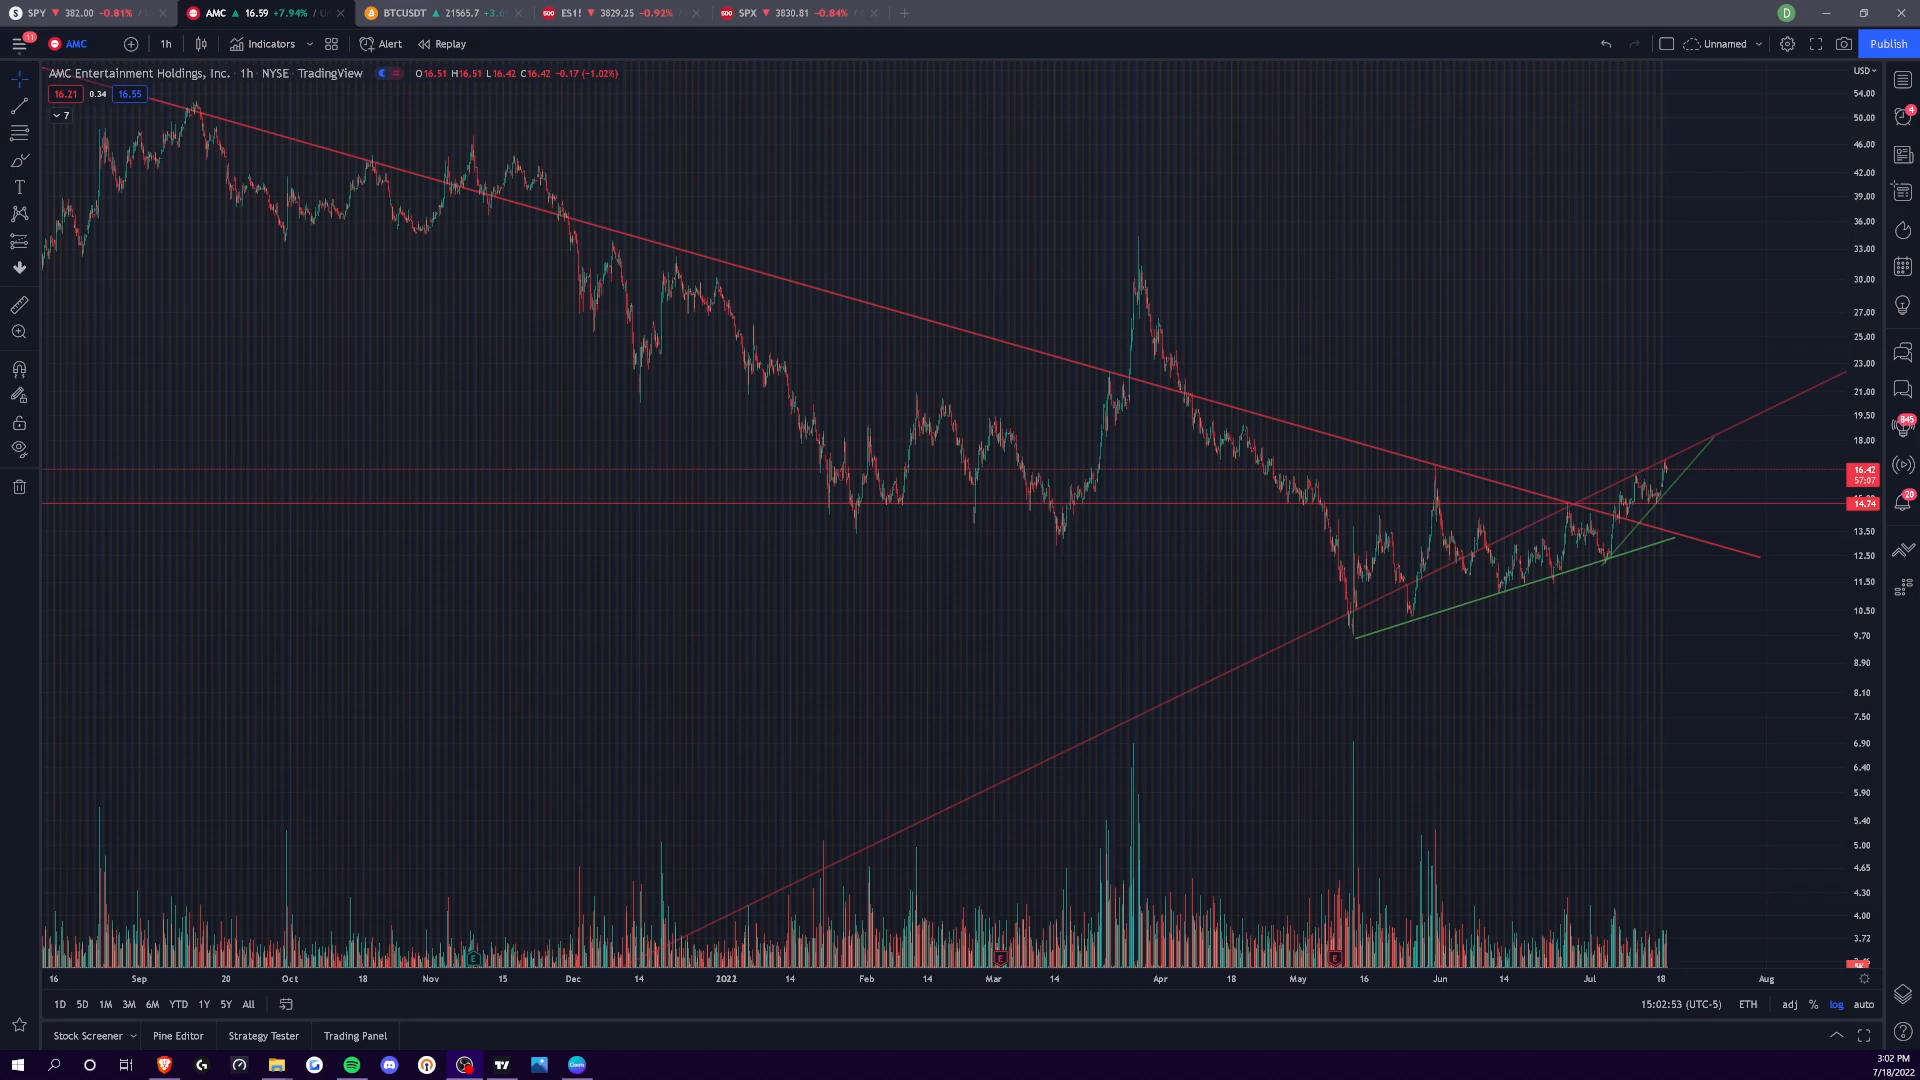 SPY 382.00 -0.81% / U
AMC 16.59 +7.94% / U
BTCUSDT 21565.7 +3.6
500 ES1! 3829.25 -0.92% /
500 SPX 3830.81 -0.84% /
D
11
AMC
1h
Indicators
Alert
Replay
Unnamed
Publish
AMC Entertainment Holdings, Inc. · 1h · NYSE · TradingView
O16.51 H16.51 L16.42 C16.42 -0.17 (-1.02%)
USD
16.21 0.34 16.55
7
54.00
50.00
46.00
42.00
39.00
36.00
33.00
30.00
27.00
25.00
23.00
21.00
19.50
18.00
16.42
57:07
14.74
13.50
12.50
11.50
10.50
9.70
8.90
8.10
7.50
6.90
6.40
5.90
5.40
5.00
4.65
4.30
4.00
3.72
4
845
20
E
E
E
16 Sep 20 Oct 18 Nov 15 Dec 14 2022 14 Feb 14 Mar 14 Apr 18 May 16 Jun 14 Jul 18 Aug
1D 5D 1M 3M 6M YTD 1Y 5Y All
15:02:53 (UTC-5) ETH adj % log auto
Stock Screener Pine Editor Strategy Tester Trading Panel
3:02 PM
7/18/2022